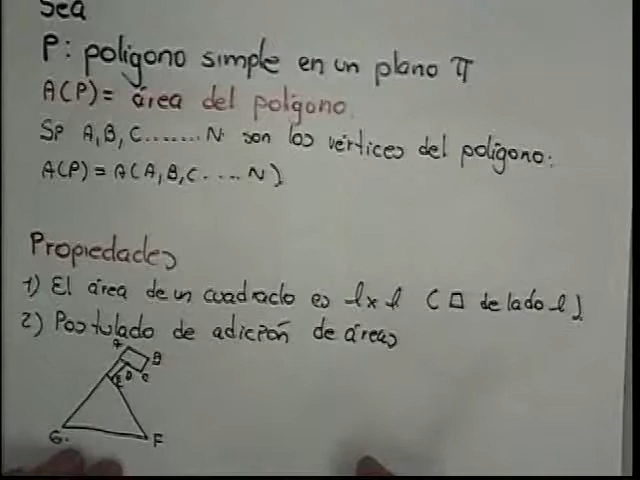 Sea
P: polígono simple en un plano π
A(P) = área del polígono.
Sp A, B, C....... N son los vértices del polígono:
A(P) = A(A, B, C.... N)
Propiedades
1) El área de un cuadrado es l x l (□ de lado l)
2) Postulado de adición de áreas
A
B
E D C
G. F